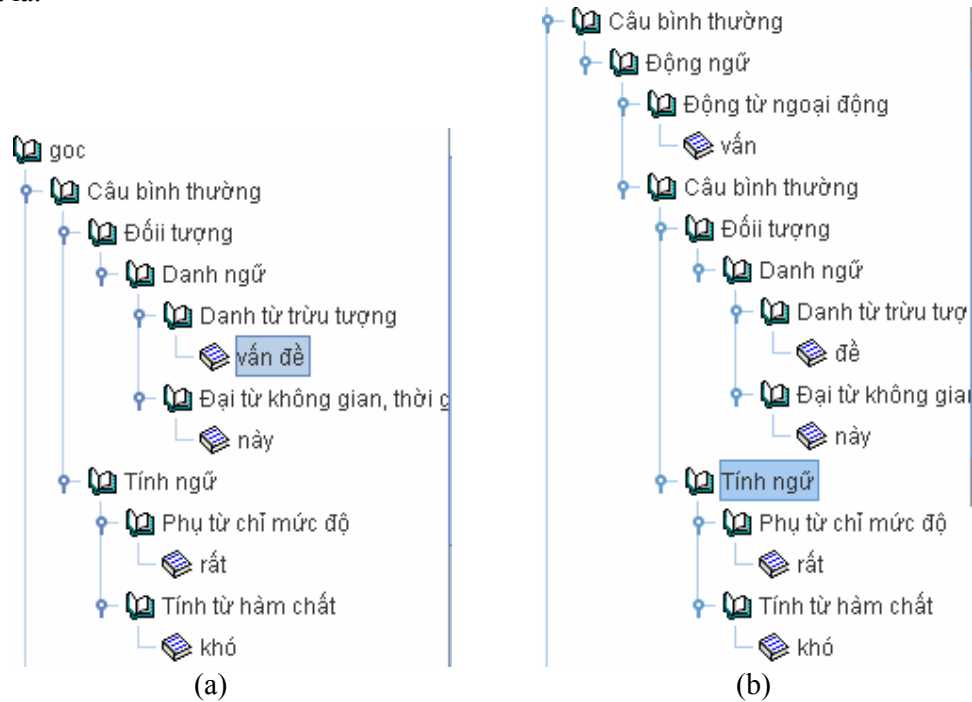 goc
Câu bình thường
Đốii tượng
Danh ngữ
Danh từ trừu tượng
vấn đề
Đại từ không gian, thời g
này
Tính ngữ
Phụ từ chỉ mức độ
rất
Tính từ hàm chất
khó
(a)
Câu bình thường
Động ngữ
Động từ ngoại động
vấn
Câu bình thường
Đốii tượng
Danh ngữ
Danh từ trừu tượ
đề
Đại từ không gia
này
Tính ngữ
Phụ từ chỉ mức độ
rất
Tính từ hàm chất
khó
(b)